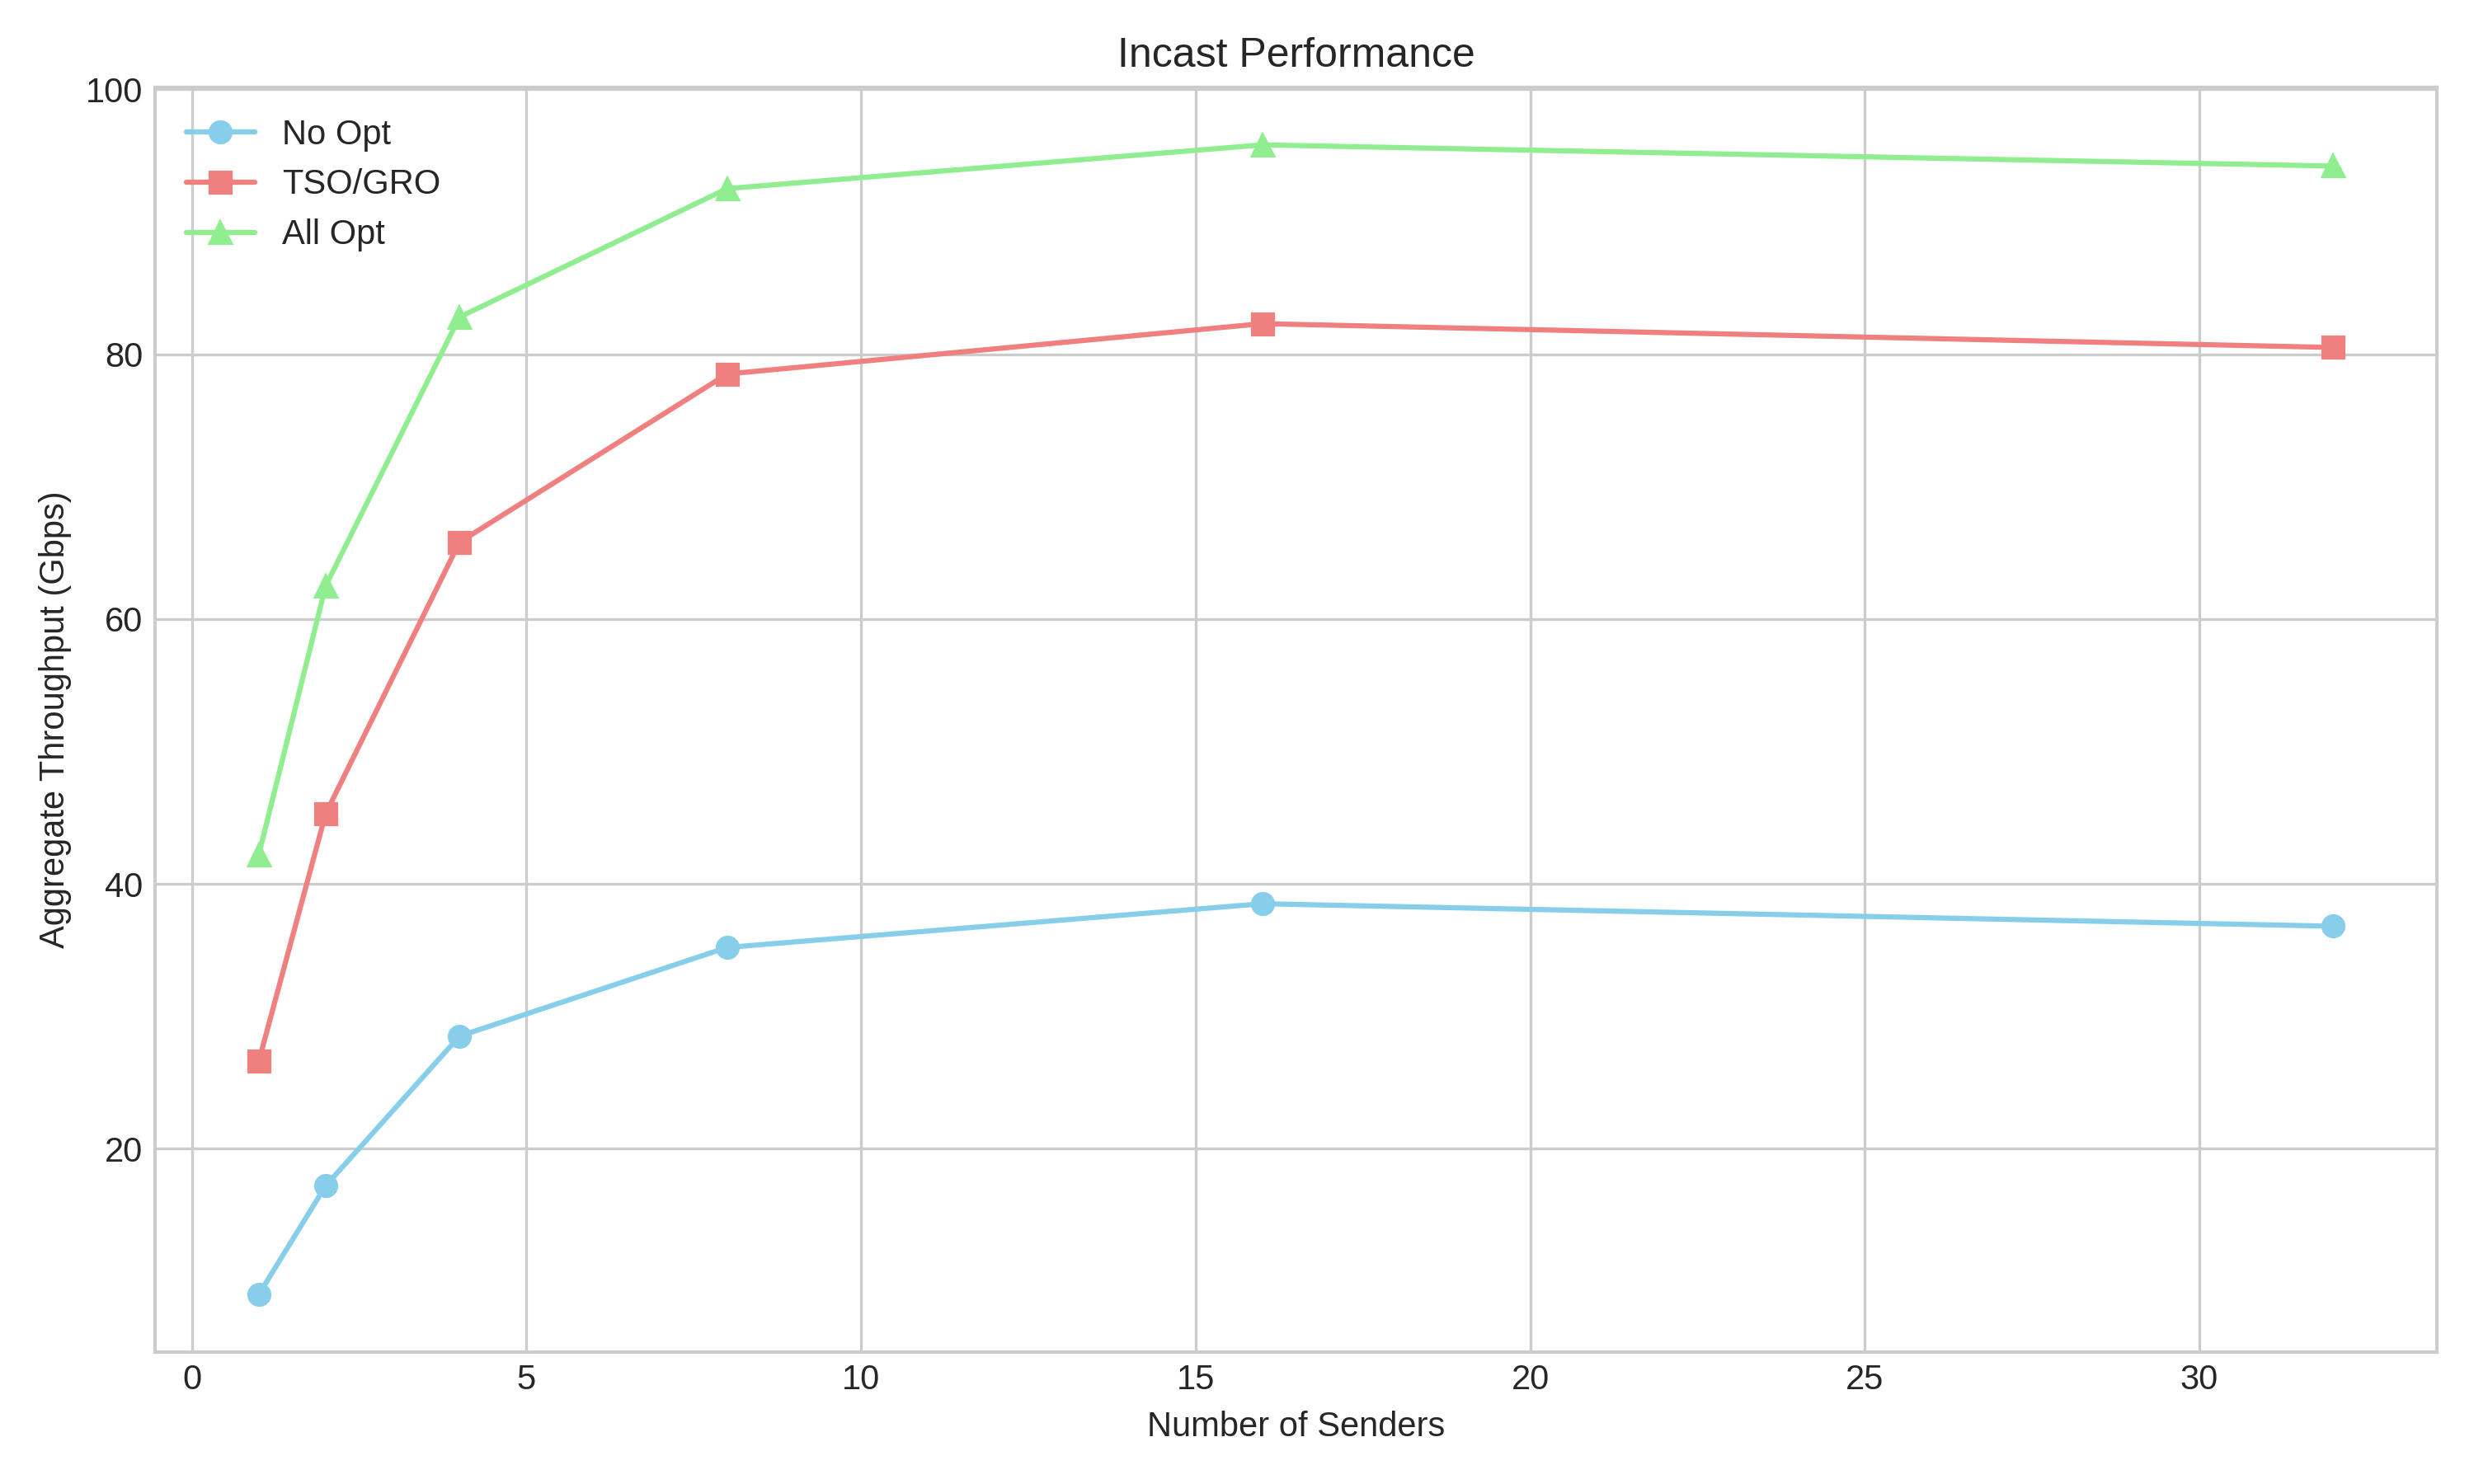 Incast Performance
100
80
60
40
20
No Opt
TSO/GRO
All Opt
Aggregate Throughput (Gbps)
0 5 10 15 20 25 30
Number of Senders